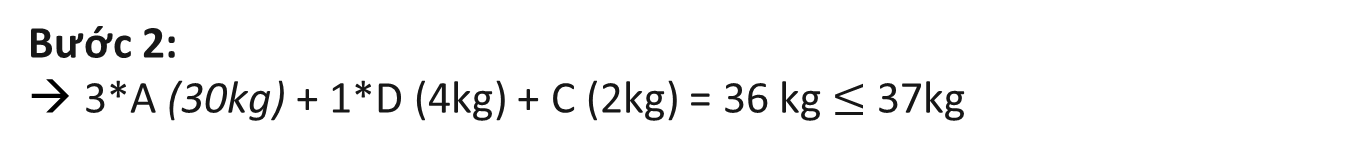 Bước 2:
→ 3*A (30kg) + 1*D (4kg) + C (2kg) = 36 kg ≤ 37kg